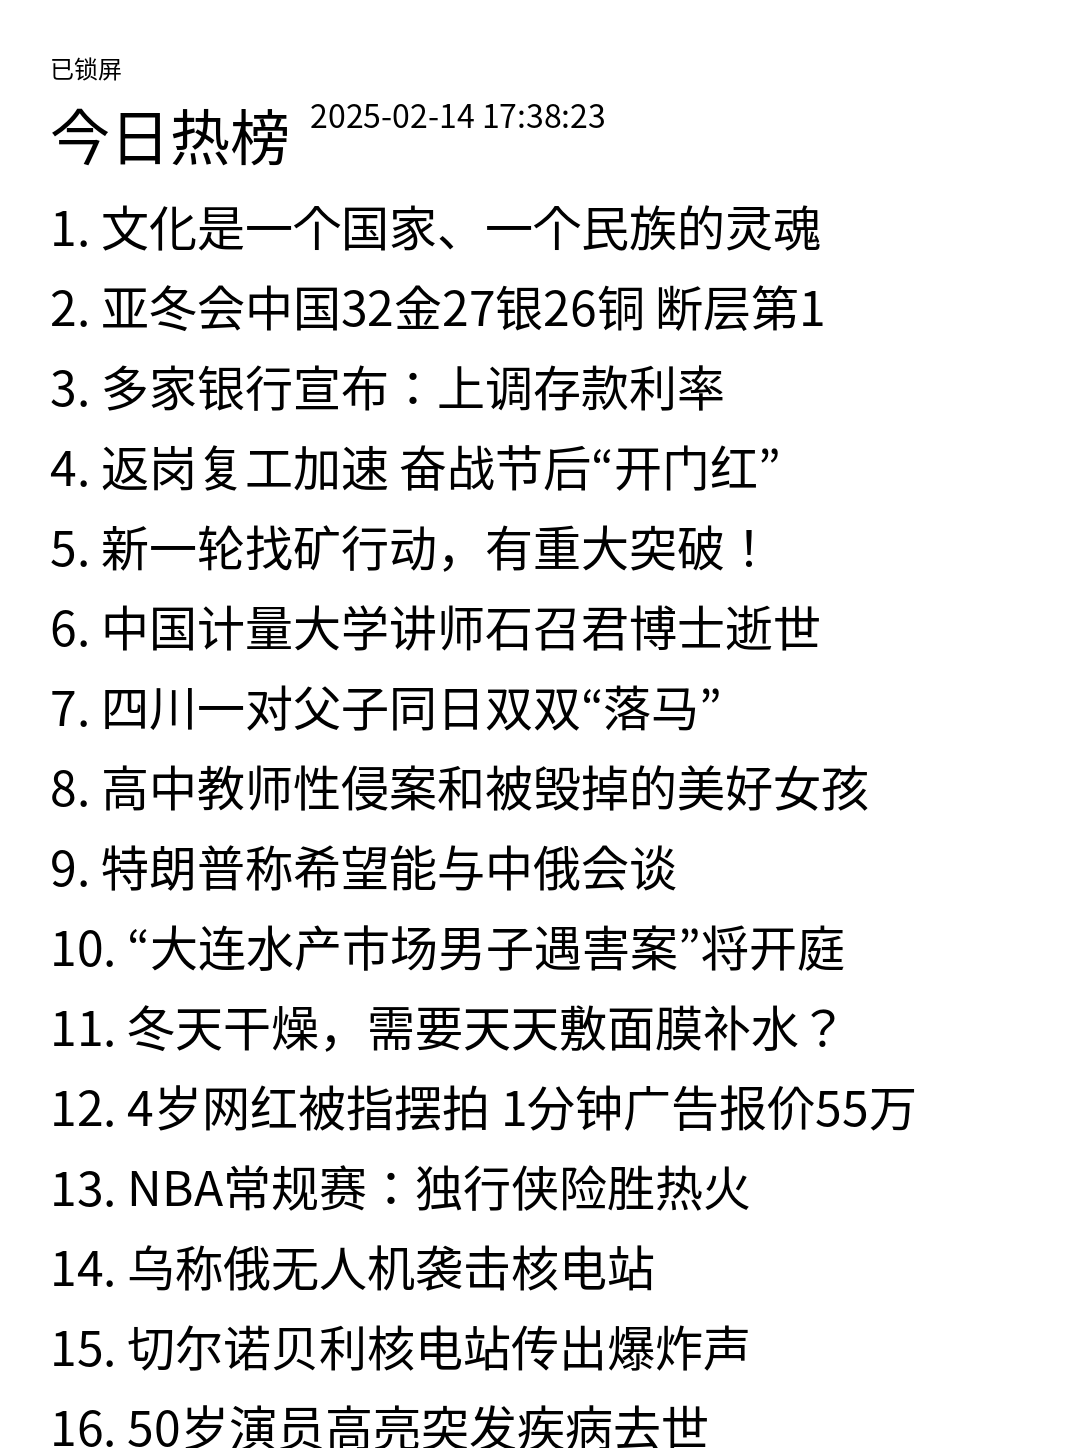 已锁屏
今日热榜 2025-02-14 17:38:23
1. 文化是一个国家、一个民族的灵魂
2. 亚冬会中国32金27银26铜 断层第1
3. 多家银行宣布：上调存款利率
4. 返岗复工加速 奋战节后“开门红”
5. 新一轮找矿行动，有重大突破！
6. 中国计量大学讲师石召君博士逝世
7. 四川一对父子同日双双“落马”
8. 高中教师性侵案和被毁掉的美好女孩
9. 特朗普称希望能与中俄会谈
10. “大连水产市场男子遇害案”将开庭
11. 冬天干燥，需要天天敷面膜补水？
12. 4岁网红被指摆拍 1分钟广告报价55万
13. NBA常规赛：独行侠险胜热火
14. 乌称俄无人机袭击核电站
15. 切尔诺贝利核电站传出爆炸声
16. 50岁演员高亮突发疾病去世